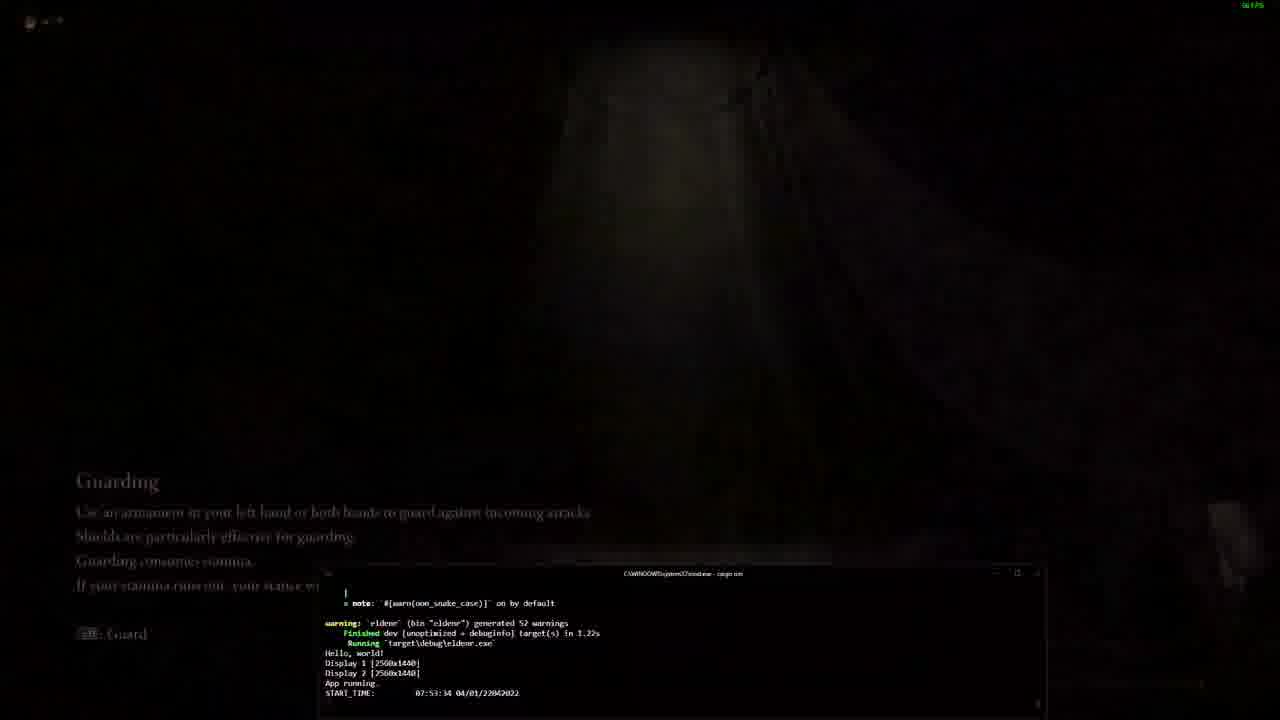 Guarding
Use an armament in your left hand or both hands to guard against incoming attacks
Shields are particularly effective for guarding.
Guarding consumes stamina.
If your stamina runs out, your stance
: Guard
C:\WINDOWS\system32\cmd.exe - cargo run
= note: `#[warn(non_snake_case)]` on by default
warning: `eldenr` (bin "eldenr") generated 52 warnings
Finished dev [unoptimized + debuginfo] target(s) in 1.22s
Running `target\debug\eldenr.exe`
Hello, world!
Display 1 [2560x1440]
Display 2 [2560x1440]
App running.
START_TIME: 07:53:34 04/01/22042022